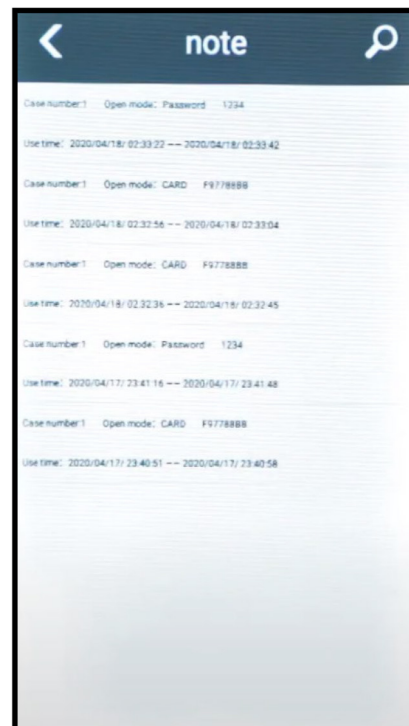 note
Case number:1 Open mode: Password 1234
Use time: 2020/04/18/ 02:33:22 -- 2020/04/18/ 02:33:42
Case number:1 Open mode: CARD F97788BB
Use time: 2020/04/18/ 02:32:56 -- 2020/04/18/ 02:33:04
Case number:1 Open mode: CARD F97788BB
Use time: 2020/04/18/ 02:32:36 -- 2020/04/18/ 02:32:45
Case number:1 Open mode: Password 1234
Use time: 2020/04/17/ 23:41:16 -- 2020/04/17/ 23:41:48
Case number:1 Open mode: CARD F97788BB
Use time: 2020/04/17/ 23:40:51 -- 2020/04/17/ 23:40:58